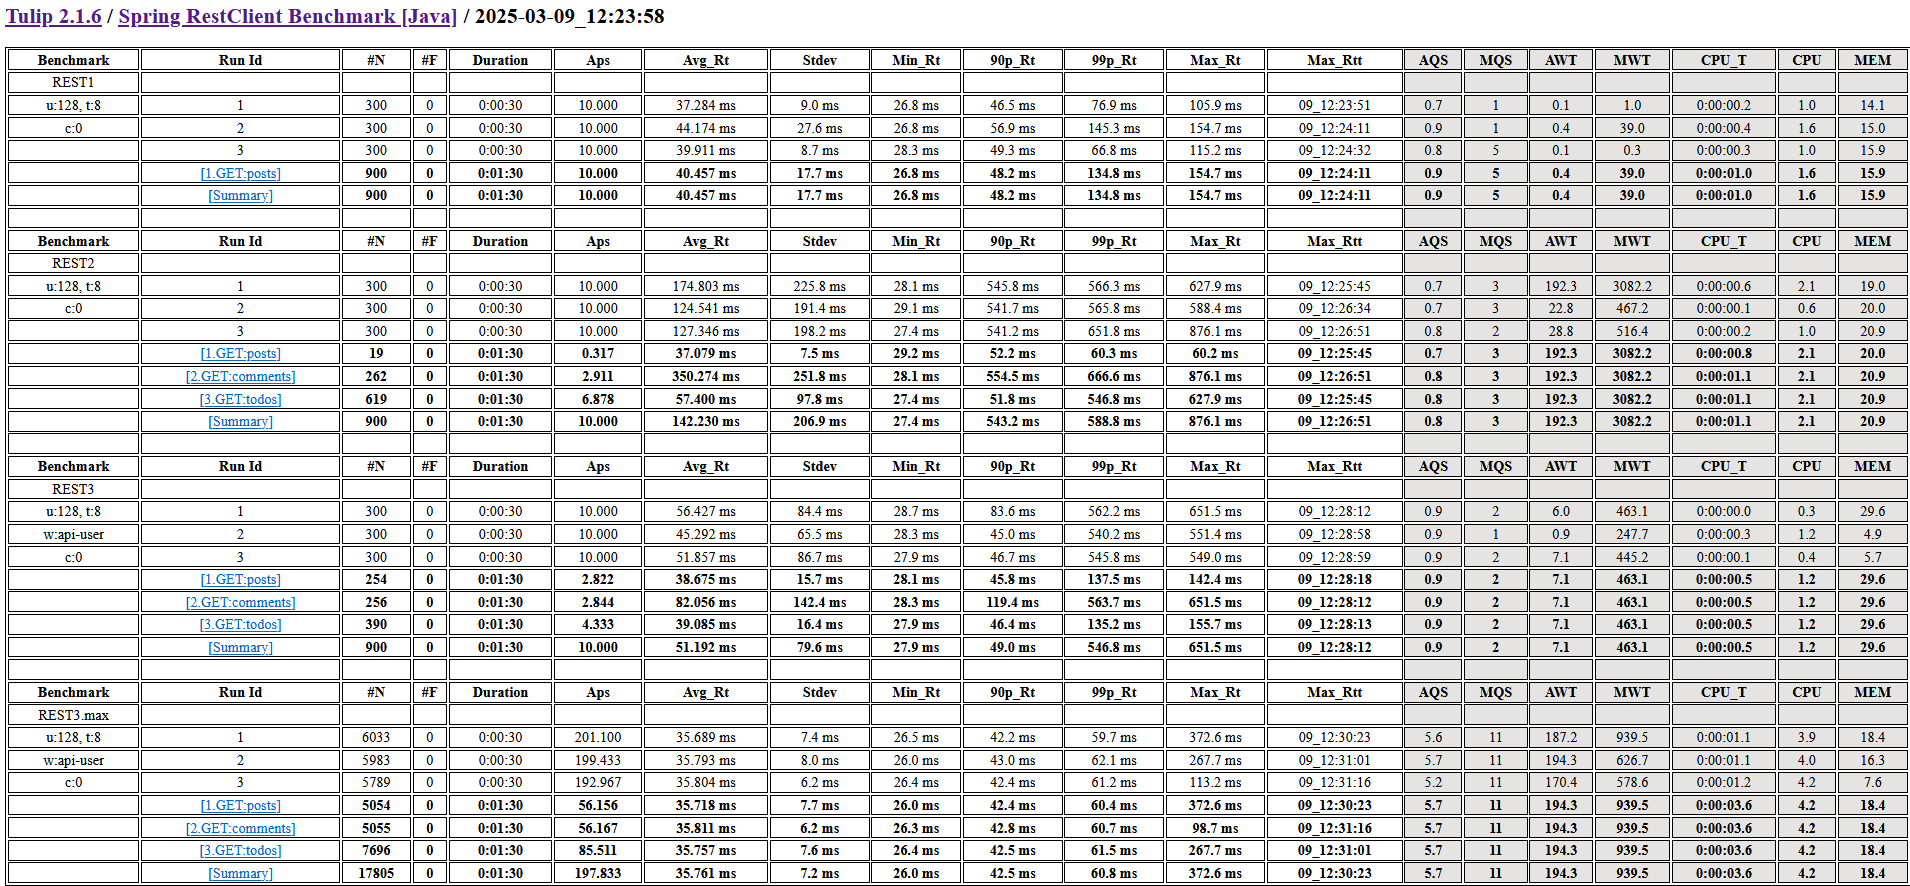 Tulip 2.1.6 / Spring RestClient Benchmark [Java] / 2025-03-09_12:23:58
Benchmark Run Id #N #F Duration Aps Avg_Rt Stdev Min_Rt 90p_Rt 99p_Rt Max_Rt Max_Rtt AQS MQS AWT MWT CPU_T CPU MEM
REST1
u:128, t:8 1 300 0 0:00:30 10.000 37.284 ms 9.0 ms 26.8 ms 46.5 ms 76.9 ms 105.9 ms 09_12:23:51 0.7 1 0.1 1.0 0:00:00.2 1.0 14.1
c:0 2 300 0 0:00:30 10.000 44.174 ms 27.6 ms 26.8 ms 56.9 ms 145.3 ms 154.7 ms 09_12:24:11 0.9 1 0.4 39.0 0:00:00.4 1.6 15.0
3 300 0 0:00:30 10.000 39.911 ms 8.7 ms 28.3 ms 49.3 ms 66.8 ms 115.2 ms 09_12:24:32 0.8 5 0.1 0.3 0:00:00.3 1.0 15.9
[1.GET:posts] 900 0 0:01:30 10.000 40.457 ms 17.7 ms 26.8 ms 48.2 ms 134.8 ms 154.7 ms 09_12:24:11 0.9 5 0.4 39.0 0:00:01.0 1.6 15.9
[Summary] 900 0 0:01:30 10.000 40.457 ms 17.7 ms 26.8 ms 48.2 ms 134.8 ms 154.7 ms 09_12:24:11 0.9 5 0.4 39.0 0:00:01.0 1.6 15.9
Benchmark Run Id #N #F Duration Aps Avg_Rt Stdev Min_Rt 90p_Rt 99p_Rt Max_Rt Max_Rtt AQS MQS AWT MWT CPU_T CPU MEM
REST2
u:128, t:8 1 300 0 0:00:30 10.000 174.803 ms 225.8 ms 28.1 ms 545.8 ms 566.3 ms 627.9 ms 09_12:25:45 0.7 3 192.3 3082.2 0:00:00.6 2.1 19.0
c:0 2 300 0 0:00:30 10.000 124.541 ms 191.4 ms 29.1 ms 541.7 ms 565.8 ms 588.4 ms 09_12:26:34 0.7 3 22.8 467.2 0:00:00.1 0.6 20.0
3 300 0 0:00:30 10.000 127.346 ms 198.2 ms 27.4 ms 541.2 ms 651.8 ms 876.1 ms 09_12:26:51 0.8 2 28.8 516.4 0:00:00.2 1.0 20.9
[1.GET:posts] 19 0 0:01:30 0.317 37.079 ms 7.5 ms 29.2 ms 52.2 ms 60.3 ms 60.2 ms 09_12:25:45 0.7 3 192.3 3082.2 0:00:00.8 2.1 20.0
[2.GET:comments] 262 0 0:01:30 2.911 350.274 ms 251.8 ms 28.1 ms 554.5 ms 666.6 ms 876.1 ms 09_12:26:51 0.8 3 192.3 3082.2 0:00:01.1 2.1 20.9
[3.GET:todos] 619 0 0:01:30 6.878 57.400 ms 97.8 ms 27.4 ms 51.8 ms 546.8 ms 627.9 ms 09_12:25:45 0.8 3 192.3 3082.2 0:00:01.1 2.1 20.9
[Summary] 900 0 0:01:30 10.000 142.230 ms 206.9 ms 27.4 ms 543.2 ms 588.8 ms 876.1 ms 09_12:26:51 0.8 3 192.3 3082.2 0:00:01.1 2.1 20.9
Benchmark Run Id #N #F Duration Aps Avg_Rt Stdev Min_Rt 90p_Rt 99p_Rt Max_Rt Max_Rtt AQS MQS AWT MWT CPU_T CPU MEM
REST3
u:128, t:8 1 300 0 0:00:30 10.000 56.427 ms 84.4 ms 28.7 ms 83.6 ms 562.2 ms 651.5 ms 09_12:28:12 0.9 2 6.0 463.1 0:00:00.0 0.3 29.6
w:api-user 2 300 0 0:00:30 10.000 45.292 ms 65.5 ms 28.3 ms 45.0 ms 540.2 ms 551.4 ms 09_12:28:58 0.9 1 0.9 247.7 0:00:00.3 1.2 4.9
c:0 3 300 0 0:00:30 10.000 51.857 ms 86.7 ms 27.9 ms 46.7 ms 545.8 ms 549.0 ms 09_12:28:59 0.9 2 7.1 445.2 0:00:00.1 0.4 5.7
[1.GET:posts] 254 0 0:01:30 2.822 38.675 ms 15.7 ms 28.1 ms 45.8 ms 137.5 ms 142.4 ms 09_12:28:18 0.9 2 7.1 463.1 0:00:00.5 1.2 29.6
[2.GET:comments] 256 0 0:01:30 2.844 82.056 ms 142.4 ms 28.3 ms 119.4 ms 563.7 ms 651.5 ms 09_12:28:12 0.9 2 7.1 463.1 0:00:00.5 1.2 29.6
[3.GET:todos] 390 0 0:01:30 4.333 39.085 ms 16.4 ms 27.9 ms 46.4 ms 135.2 ms 155.7 ms 09_12:28:13 0.9 2 7.1 463.1 0:00:00.5 1.2 29.6
[Summary] 900 0 0:01:30 10.000 51.192 ms 79.6 ms 27.9 ms 49.0 ms 546.8 ms 651.5 ms 09_12:28:12 0.9 2 7.1 463.1 0:00:00.5 1.2 29.6
Benchmark Run Id #N #F Duration Aps Avg_Rt Stdev Min_Rt 90p_Rt 99p_Rt Max_Rt Max_Rtt AQS MQS AWT MWT CPU_T CPU MEM
REST3.max
u:128, t:8 1 6033 0 0:00:30 201.100 35.689 ms 7.4 ms 26.5 ms 42.2 ms 59.7 ms 372.6 ms 09_12:30:23 5.6 11 187.2 939.5 0:00:01.1 3.9 18.4
w:api-user 2 5983 0 0:00:30 199.433 35.793 ms 8.0 ms 26.0 ms 43.0 ms 62.1 ms 267.7 ms 09_12:31:01 5.7 11 194.3 626.7 0:00:01.1 4.0 16.3
c:0 3 5789 0 0:00:30 192.967 35.804 ms 6.2 ms 26.4 ms 42.4 ms 61.2 ms 113.2 ms 09_12:31:16 5.2 11 170.4 578.6 0:00:01.2 4.2 7.6
[1.GET:posts] 5054 0 0:01:30 56.156 35.718 ms 7.7 ms 26.0 ms 42.4 ms 60.4 ms 372.6 ms 09_12:30:23 5.7 11 194.3 939.5 0:00:03.6 4.2 18.4
[2.GET:comments] 5055 0 0:01:30 56.167 35.811 ms 6.2 ms 26.3 ms 42.8 ms 60.7 ms 98.7 ms 09_12:31:16 5.7 11 194.3 939.5 0:00:03.6 4.2 18.4
[3.GET:todos] 7696 0 0:01:30 85.511 35.757 ms 7.6 ms 26.4 ms 42.5 ms 61.5 ms 267.7 ms 09_12:31:01 5.7 11 194.3 939.5 0:00:03.6 4.2 18.4
[Summary] 17805 0 0:01:30 197.833 35.761 ms 7.2 ms 26.0 ms 42.5 ms 60.8 ms 372.6 ms 09_12:30:23 5.7 11 194.3 939.5 0:00:03.6 4.2 18.4